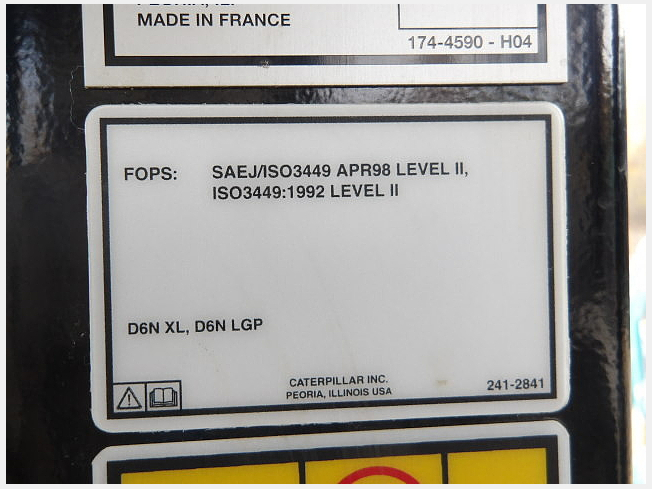 MADE IN FRANCE
174-4590 - H04
FOPS: SAEJ/ISO3449 APR98 LEVEL II,
ISO3449:1992 LEVEL II
D6N XL, D6N LGP
CATERPILLAR INC.
PEORIA, ILLINOIS USA
241-2841